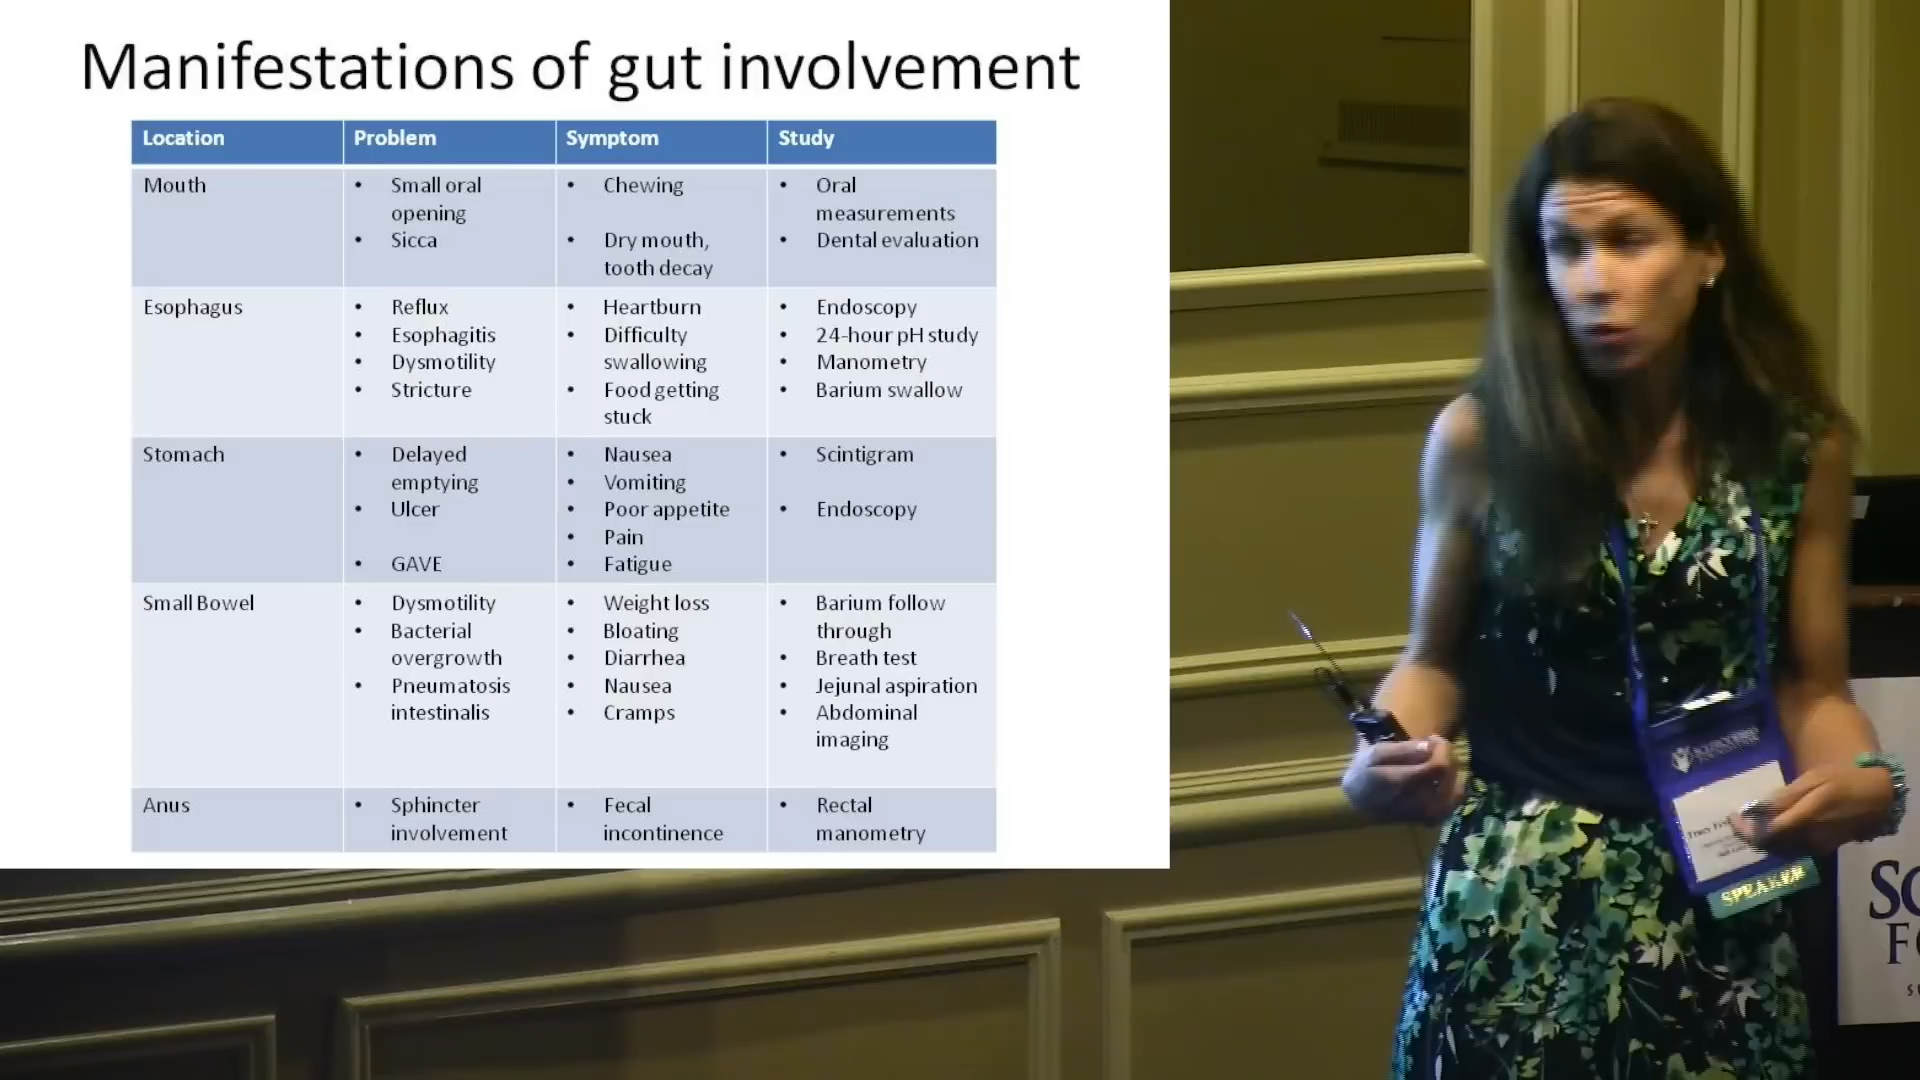 Manifestations of gut involvement
Location Problem Symptom Study
Mouth
• Small oral
opening
• Sicca
• Chewing
• Dry mouth,
tooth decay
• Oral
measurements
• Dental evaluation
Esophagus
• Reflux
• Esophagitis
• Dysmotility
• Stricture
• Heartburn
• Difficulty
swallowing
• Food getting
stuck
• Endoscopy
• 24-hour pH study
• Manometry
• Barium swallow
Stomach
• Delayed
emptying
• Ulcer
• GAVE
• Nausea
• Vomiting
• Poor appetite
• Pain
• Fatigue
• Scintigram
• Endoscopy
Small Bowel
• Dysmotility
• Bacterial
overgrowth
• Pneumatosis
intestinalis
• Weight loss
• Bloating
• Diarrhea
• Nausea
• Cramps
• Barium follow
through
• Breath test
• Jejunal aspiration
• Abdominal
imaging
Anus
• Sphincter
involvement
• Fecal
incontinence
• Rectal
manometry
Tracy
SPEAKER